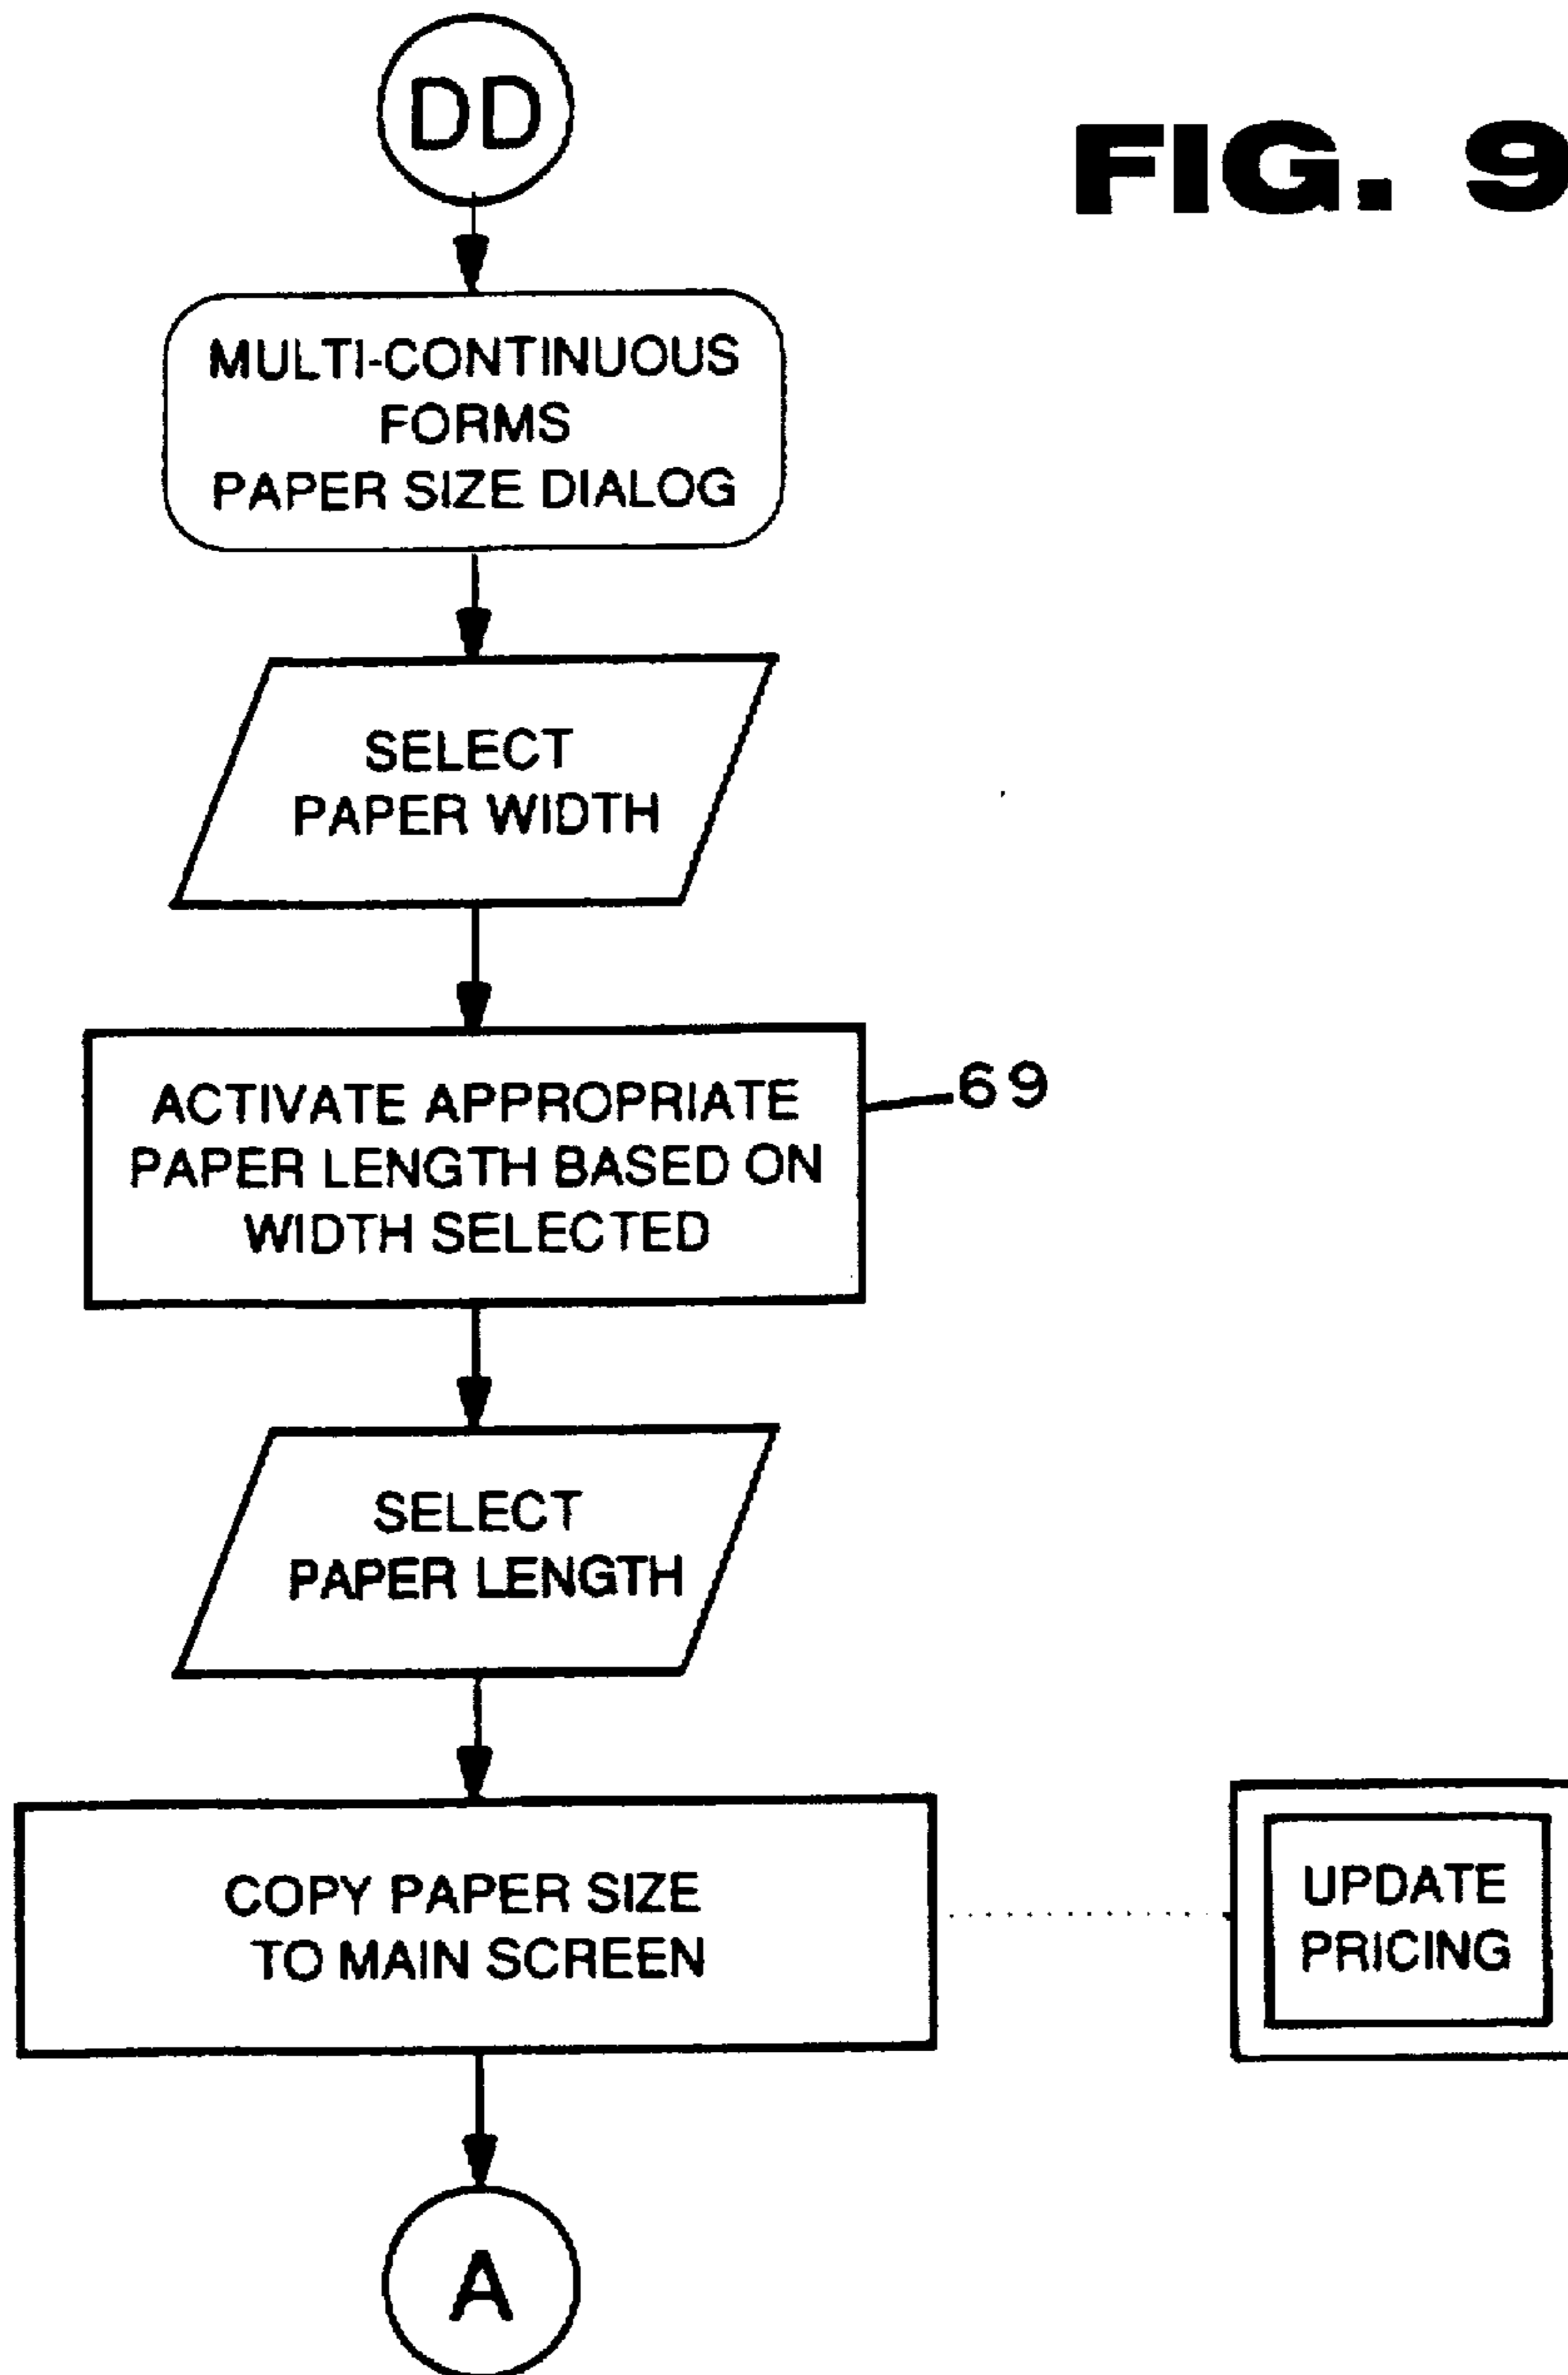 DD
FIG. 9
MULTI-CONTINUOUS
FORMS
PAPER SIZE DIALOG
SELECT
PAPER WIDTH
ACTIVATE APPROPRIATE
PAPER LENGTH BASED ON
WIDTH SELECTED
69
SELECT
PAPER LENGTH
COPY PAPER SIZE
TO MAIN SCREEN
UPDATE
PRICING
A